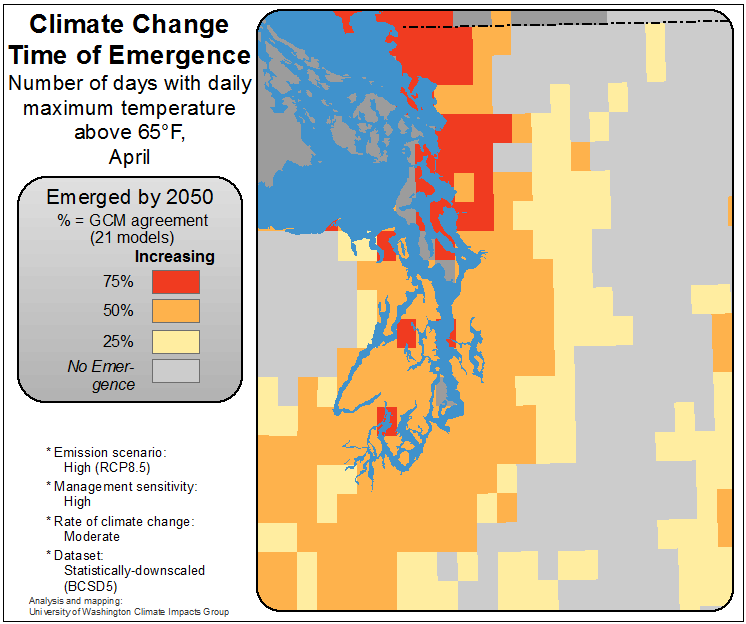 Climate Change
Time of Emergence
Number of days with daily
maximum temperature
above 65°F,
April
Emerged by 2050
% = GCM agreement
(21 models)
Increasing
75%
50%
25%
No Emer-
gence
* Emission scenario:
High (RCP8.5)
* Management sensitivity:
High
* Rate of climate change:
Moderate
* Dataset:
Statistically-downscaled
(BCSD5)
Analysis and mapping:
University of Washington Climate Impacts Group